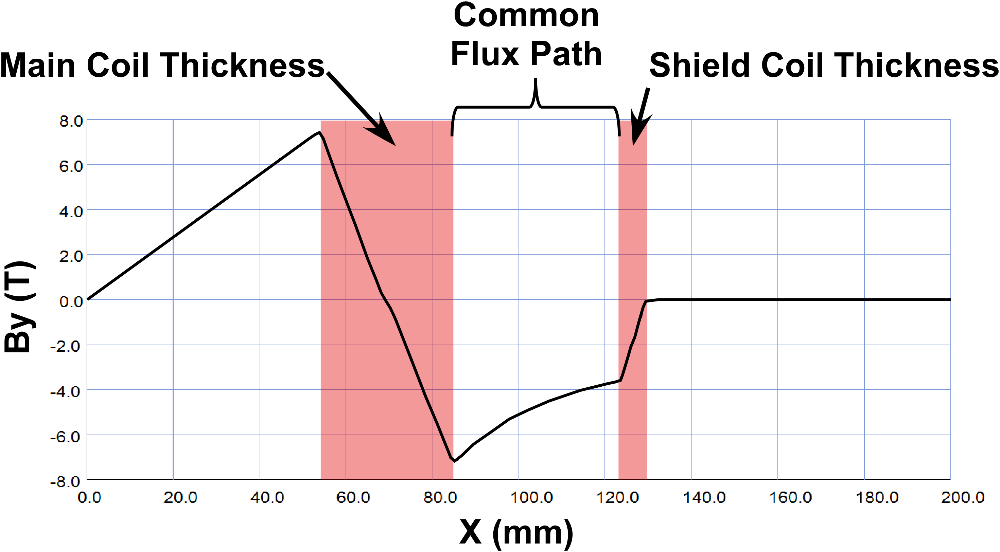 Common
Flux Path
Main Coil Thickness
Shield Coil Thickness
8.0
6.0
4.0
2.0
0.0
-2.0
-4.0
-6.0
-8.0
By (T)
0.0 20.0 40.0 60.0 80.0 100.0 120.0 140.0 160.0 180.0 200.0
X (mm)